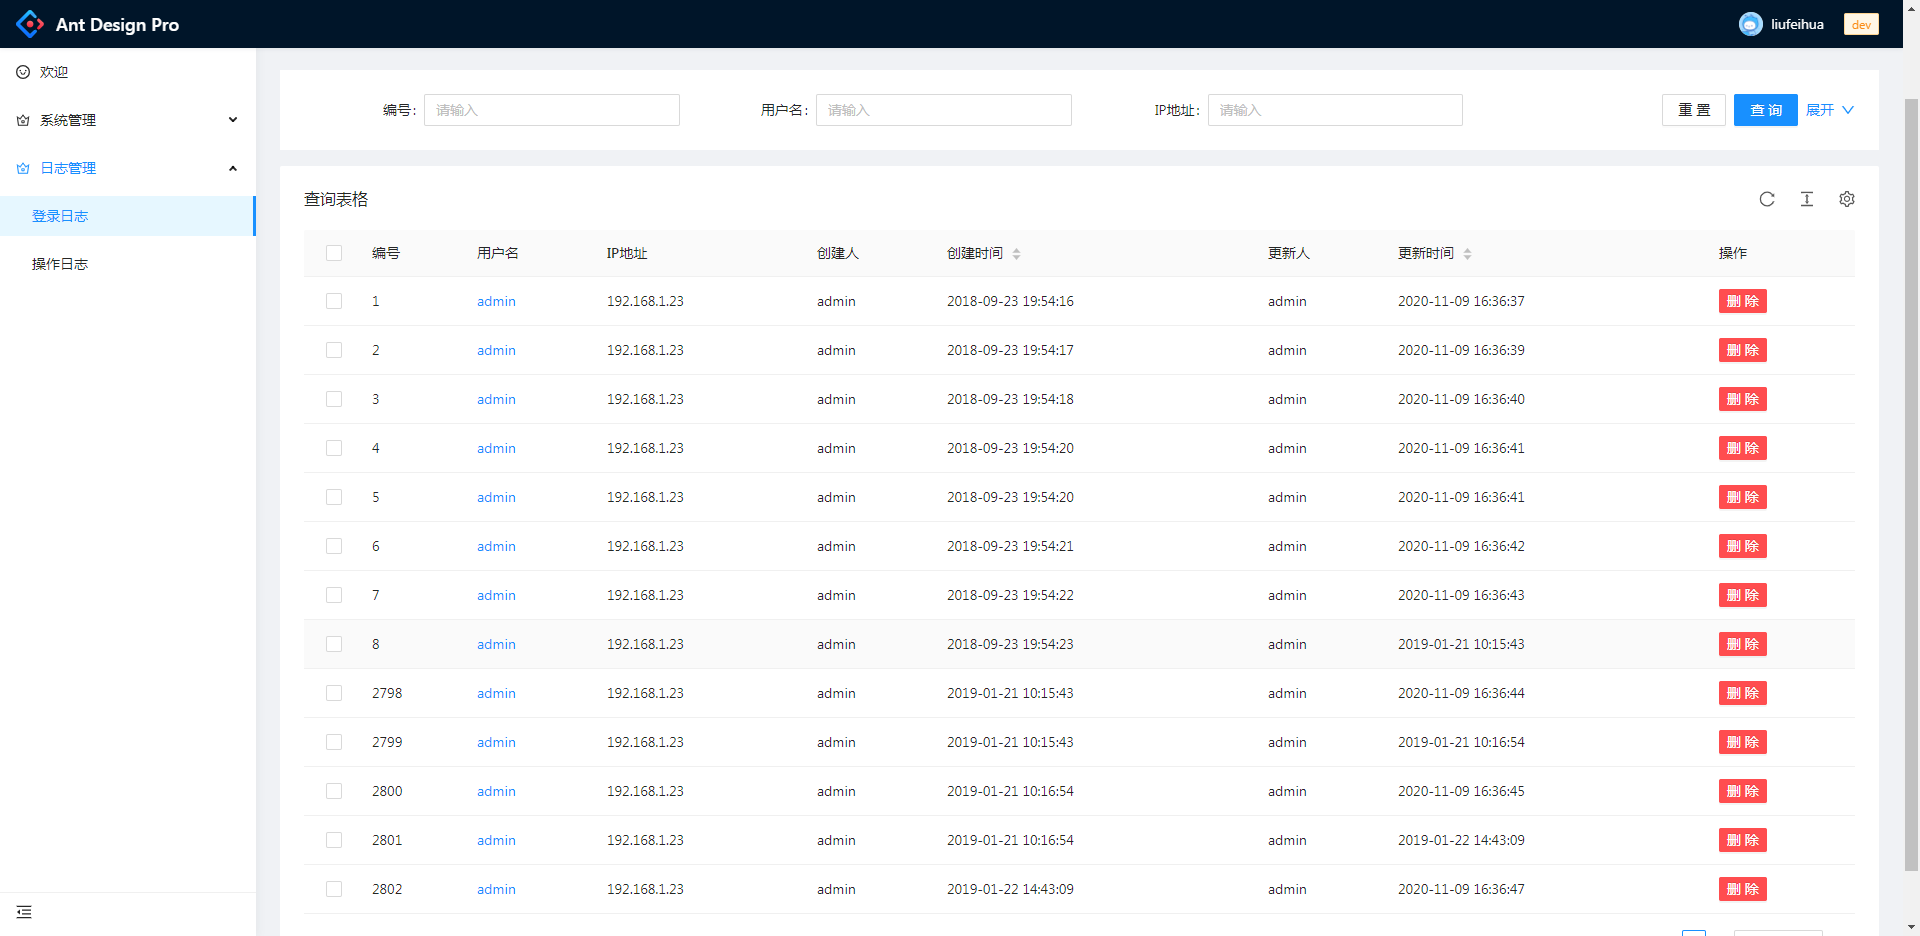 Ant Design Pro
liufeihua
dev
欢迎
系统管理
日志管理
登录日志
操作日志
编号: 请输入 用户名: 请输入 IP地址: 请输入 重 置 查 询 展开
查询表格
编号 用户名 IP地址 创建人 创建时间 更新人 更新时间 操作
1 admin 192.168.1.23 admin 2018-09-23 19:54:16 admin 2020-11-09 16:36:37 删 除
2 admin 192.168.1.23 admin 2018-09-23 19:54:17 admin 2020-11-09 16:36:39 删 除
3 admin 192.168.1.23 admin 2018-09-23 19:54:18 admin 2020-11-09 16:36:40 删 除
4 admin 192.168.1.23 admin 2018-09-23 19:54:20 admin 2020-11-09 16:36:41 删 除
5 admin 192.168.1.23 admin 2018-09-23 19:54:20 admin 2020-11-09 16:36:41 删 除
6 admin 192.168.1.23 admin 2018-09-23 19:54:21 admin 2020-11-09 16:36:42 删 除
7 admin 192.168.1.23 admin 2018-09-23 19:54:22 admin 2020-11-09 16:36:43 删 除
8 admin 192.168.1.23 admin 2018-09-23 19:54:23 admin 2019-01-21 10:15:43 删 除
2798 admin 192.168.1.23 admin 2019-01-21 10:15:43 admin 2020-11-09 16:36:44 删 除
2799 admin 192.168.1.23 admin 2019-01-21 10:15:43 admin 2019-01-21 10:16:54 删 除
2800 admin 192.168.1.23 admin 2019-01-21 10:16:54 admin 2020-11-09 16:36:45 删 除
2801 admin 192.168.1.23 admin 2019-01-21 10:16:54 admin 2019-01-22 14:43:09 删 除
2802 admin 192.168.1.23 admin 2019-01-22 14:43:09 admin 2020-11-09 16:36:47 删 除